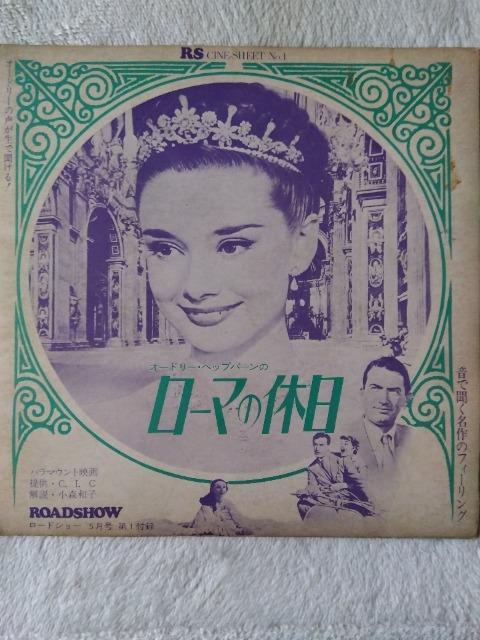 RS CINE-SHEET No.1
オードリーの声が生で聞ける!
オードリー・ヘップバーンの
ローマの休日
音で聞く名作のフィーリング
パラマウント映画
提供・C.I.C
解説・小森和子
ROADSHOW
ロードショー 5月号 第1付録